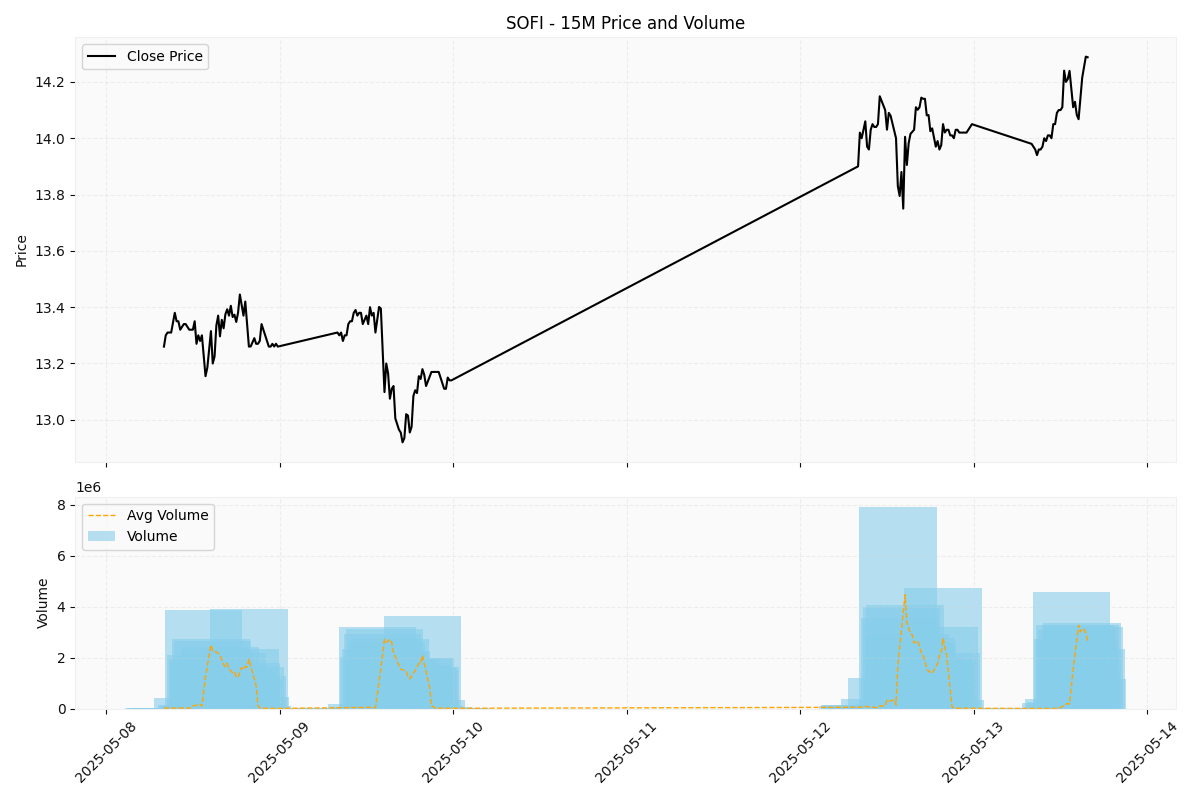 SOFI - 15M Price and Volume
Close Price
14.2
14.0
13.8
13.6
13.4
13.2
13.0
Price
1e6
Avg Volume
Volume
8
6
4
2
0
Volume
2025-05-08
2025-05-09
2025-05-10
2025-05-11
2025-05-12
2025-05-13
2025-05-14